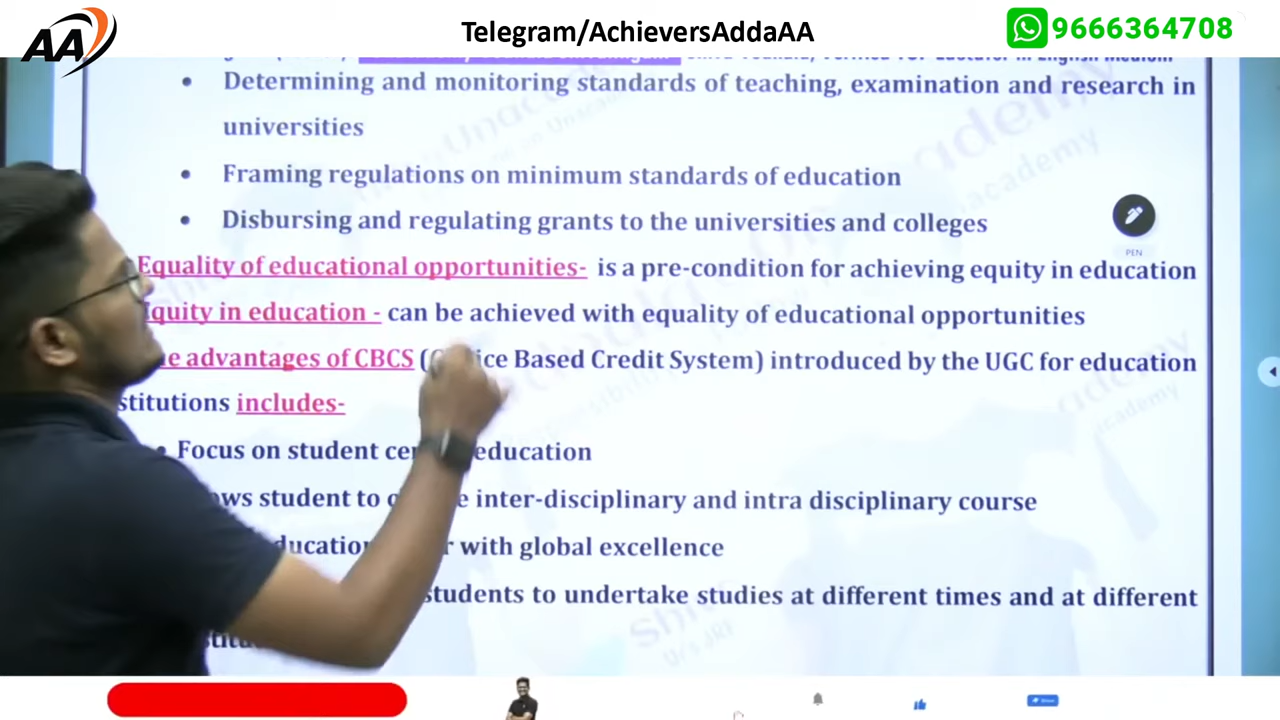 AA
Telegram/AchieversAddaAA
9666364708
Determining and monitoring standards of teaching, examination and research in
universities
Framing regulations on minimum standards of education
Disbursing and regulating grants to the universities and colleges
PEN
Equality of educational opportunities- is a pre-condition for achieving equity in education
quity in education - can be achieved with equality of educational opportunities
e advantages of CBCS (C ice Based Credit System) introduced by the UGC for education
stitutions includes-
Focus on student ce education
ws student to inter-disciplinary and intra disciplinary course
ducation with global excellence
students to undertake studies at different times and at different